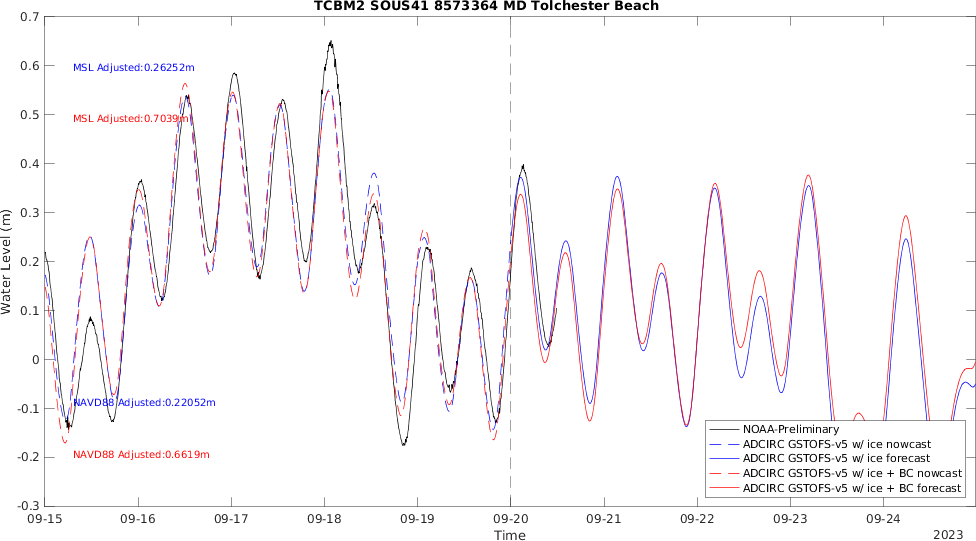 TCBM2 SOUS41 8573364 MD Tolchester Beach
0.7
0.6
0.5
0.4
0.3
0.2
0.1
0
-0.1
-0.2
-0.3
Water Level (m)
MSL Adjusted:0.26252m
MSL Adjusted:0.7039m
NAVD88 Adjusted:0.22052m
NAVD88 Adjusted:0.6619m
NOAA-Preliminary
ADCIRC GSTOFS-v5 w/ ice nowcast
ADCIRC GSTOFS-v5 w/ ice forecast
ADCIRC GSTOFS-v5 w/ ice + BC nowcast
ADCIRC GSTOFS-v5 w/ ice + BC forecast
09-15 09-16 09-17 09-18 09-19 09-20 09-21 09-22 09-23 09-24
Time
2023